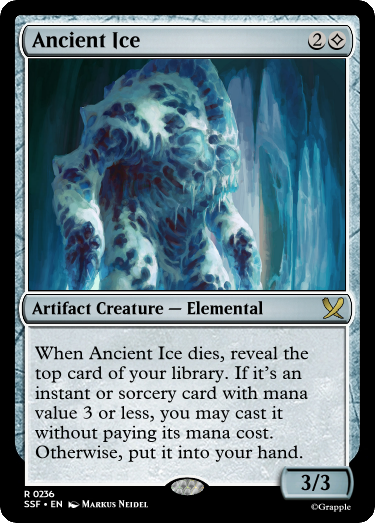 Ancient Ice 2
Artifact Creature — Elemental
When Ancient Ice dies, reveal the
top card of your library. If it's an
instant or sorcery card with mana
value 3 or less, you may cast it
without paying its mana cost.
Otherwise, put it into your hand.
3/3
R 0236
SSF • EN Markus Neidel
©Grapple